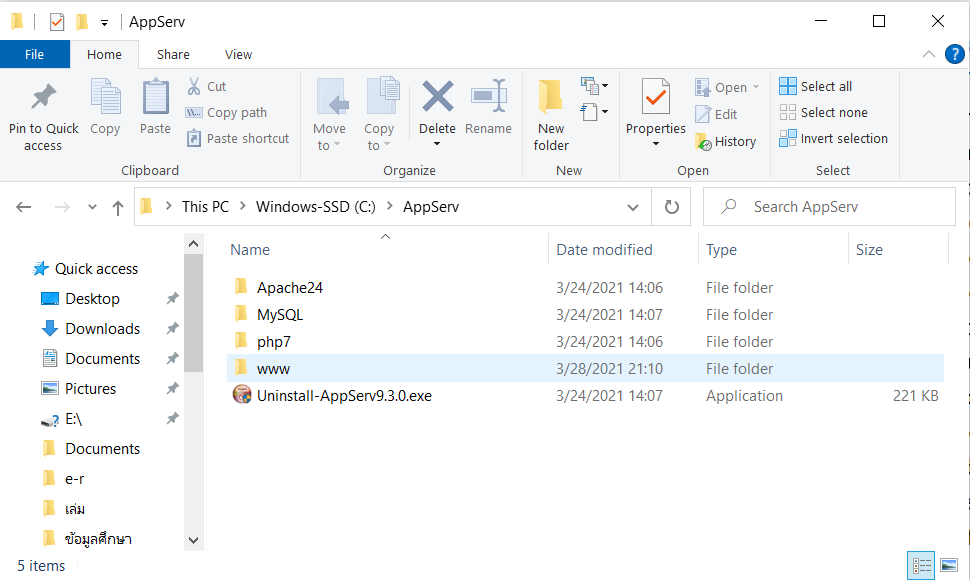 AppServ
File Home Share View
Pin to Quick access
Copy
Paste
Cut
Copy path
Paste shortcut
Clipboard
Move to
Copy to
Delete
Rename
Organize
New folder
New
Properties
Open
Edit
History
Open
Select all
Select none
Invert selection
Select
This PC > Windows-SSD (C:) > AppServ
Search AppServ
Name Date modified Type Size
Quick access
Desktop
Downloads
Documents
Pictures
E:\
Documents
e-r
เล่ม
ข้อมูลศึกษา
Apache24 3/24/2021 14:06 File folder
MySQL 3/24/2021 14:07 File folder
php7 3/24/2021 14:06 File folder
www 3/28/2021 21:10 File folder
Uninstall-AppServ9.3.0.exe 3/24/2021 14:07 Application 221 KB
5 items